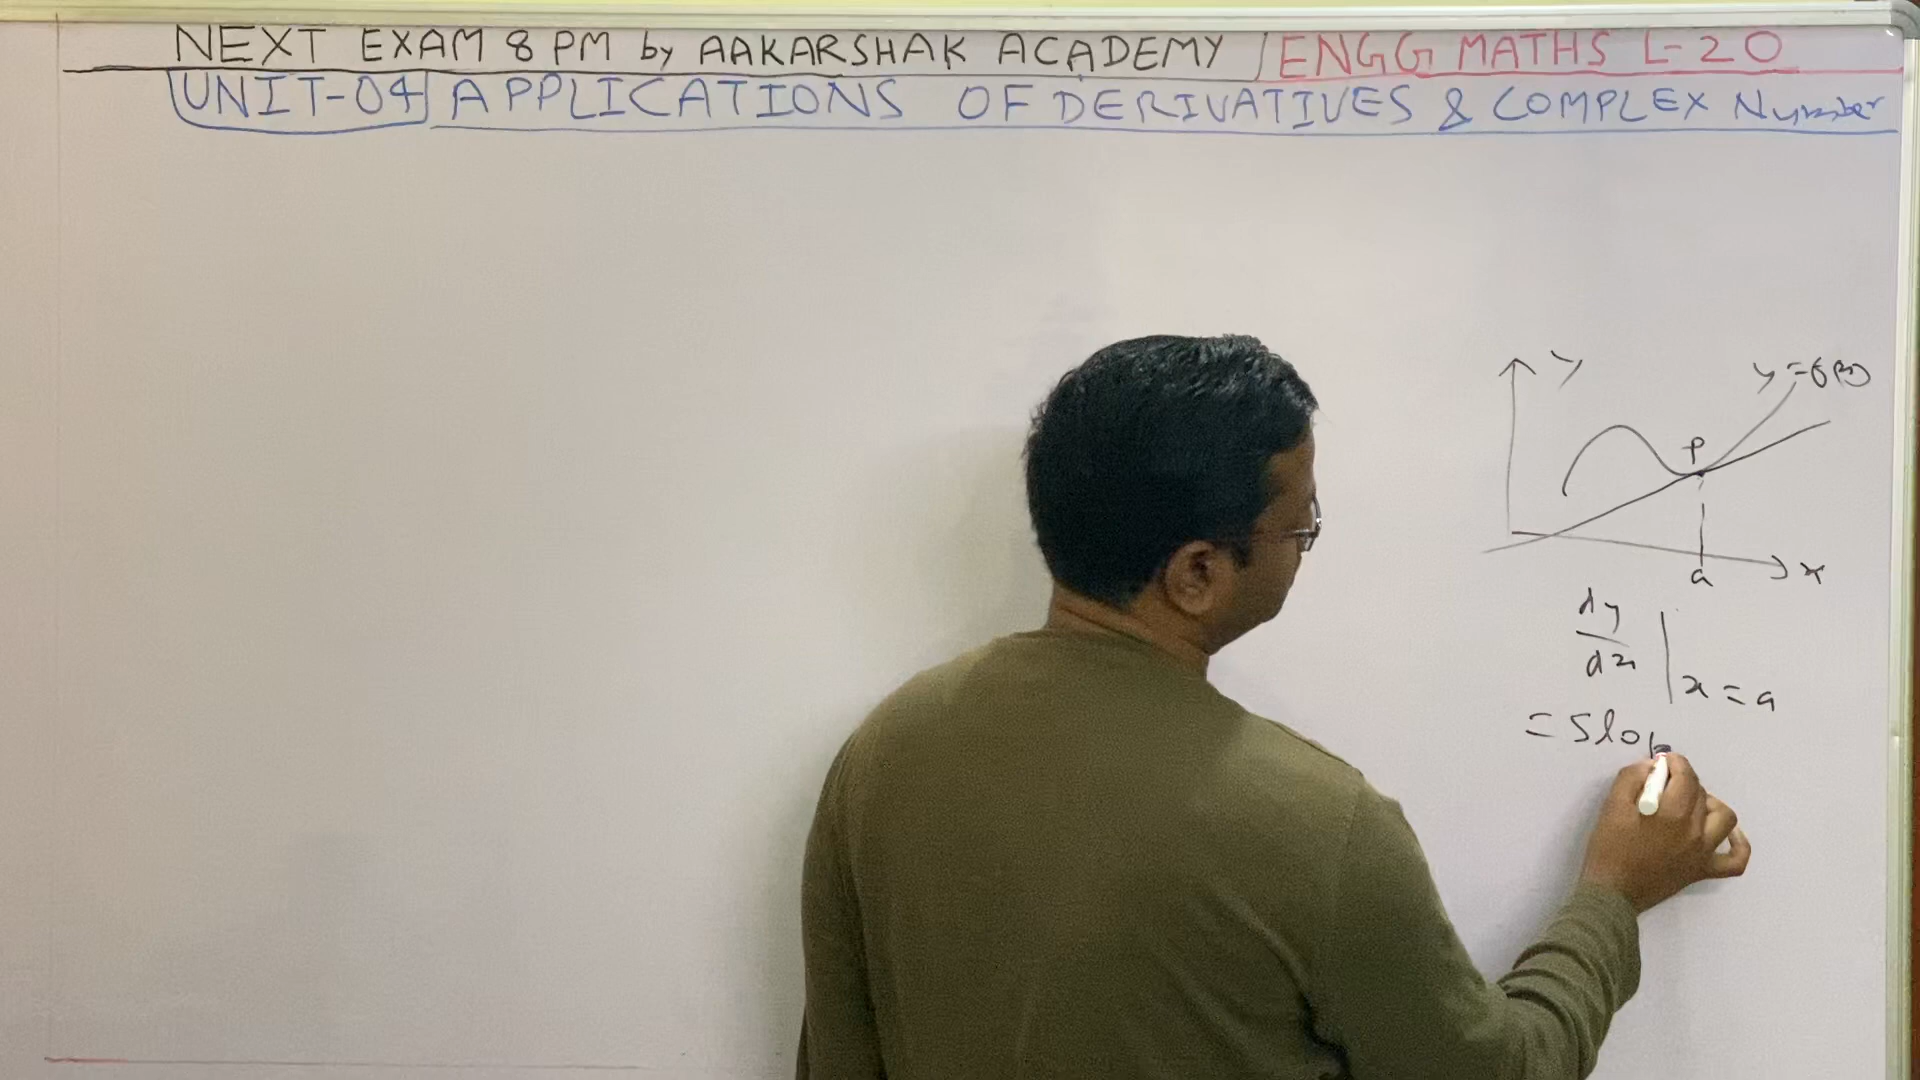 NEXT EXAM 8 PM by AAKARSHAK ACADEMY
ENGG MATHS L-20
UNIT-04 APPLICATIONS OF DERIVATIVES & COMPLEX Number
y
y = f(x)
P
a
x
dy/dx | x = a
= Slop